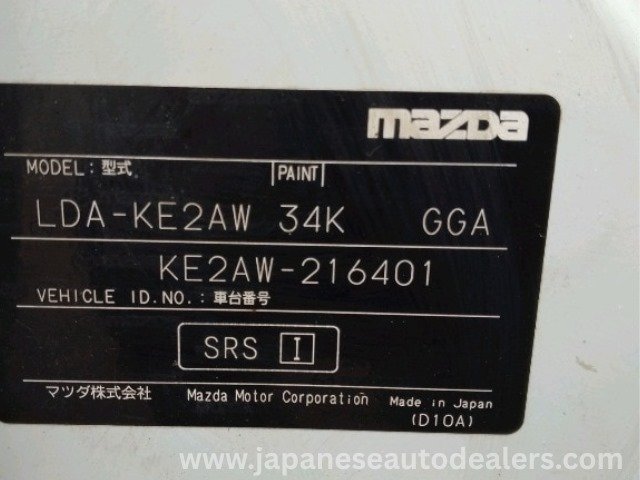 mazda
MODEL:型式 PAINT
LDA-KE2AW 34K GGA
KE2AW-216401
VEHICLE ID.NO.:車台番号
SRS I
マツダ株式会社 Mazda Motor Corporation Made in Japan
(D10A)
www.japaneseautodealers.com